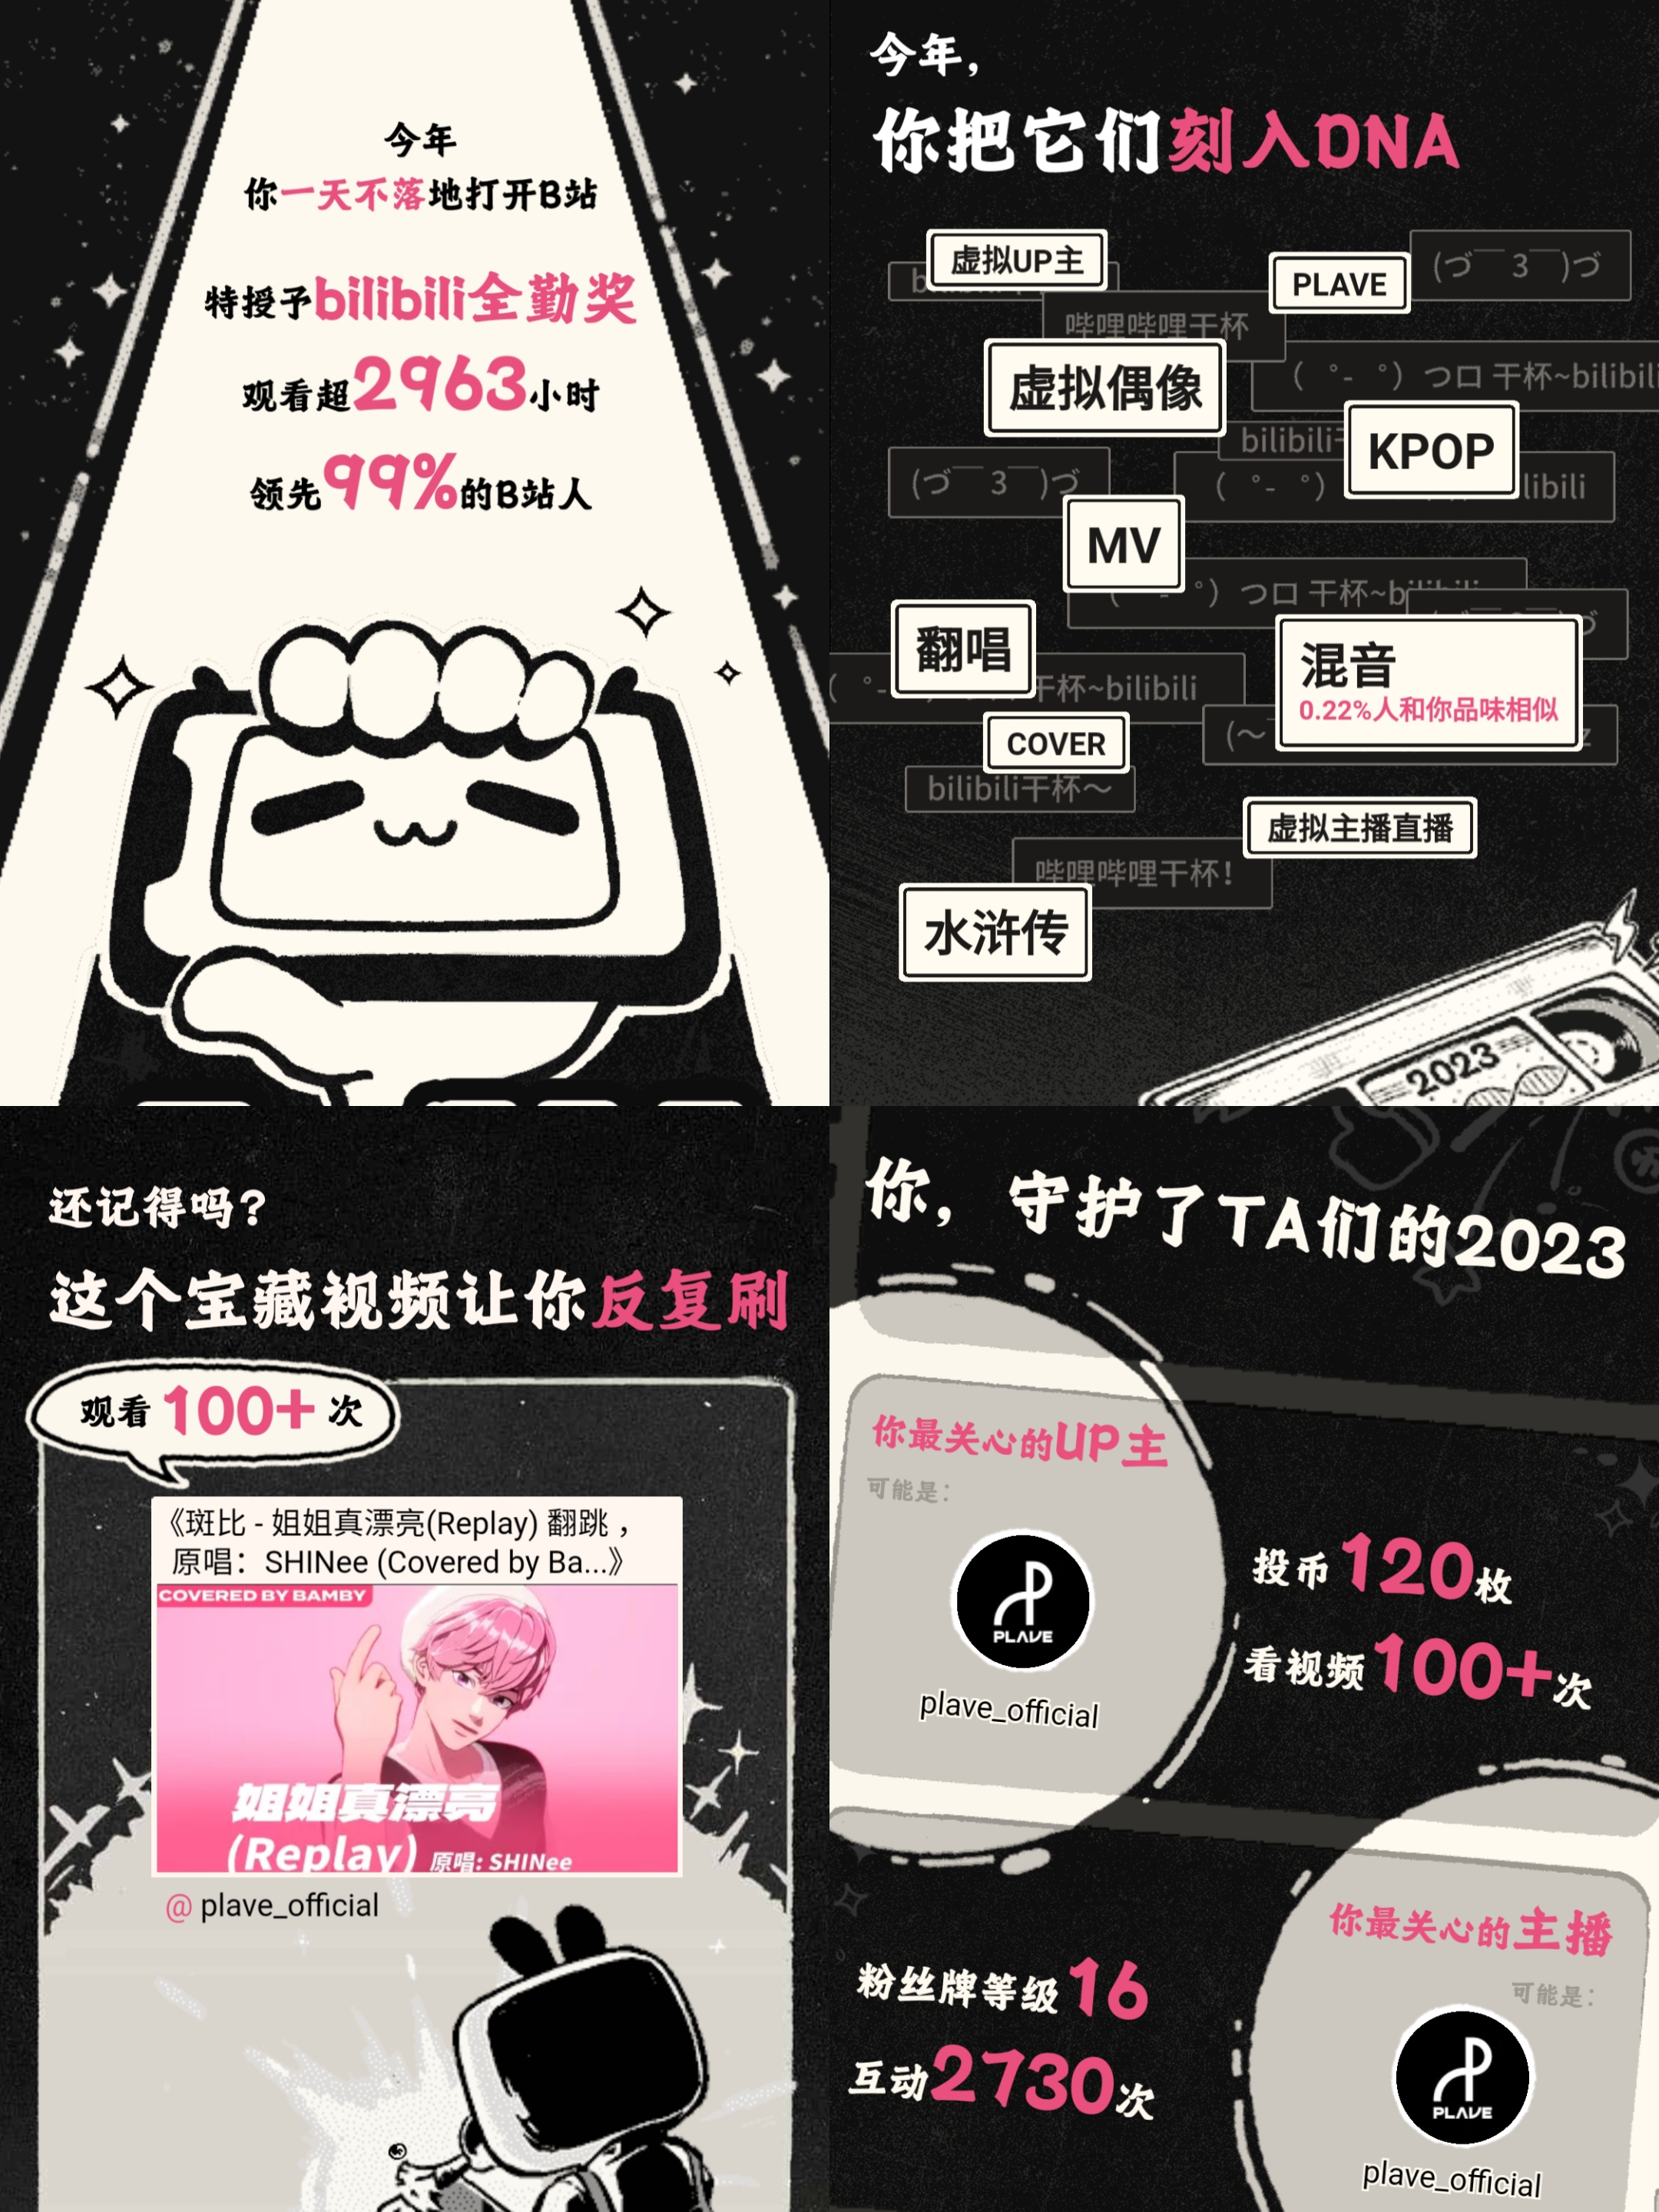 今年
你一天不落地打开B站
特授予bilibili全勤奖
观看超2963小时
领先99%的B站人
今年，
你把它们刻入DNA
虚拟UP主
PLAVE
(づ￣ 3￣)づ
哔哩哔哩干杯
虚拟偶像
（ ゜- ゜）つロ 干杯~bilibili
KPOP
(づ￣ 3￣)づ
MV
翻唱
混音
0.22%人和你品味相似
干杯~bilibili
COVER
bilibili干杯～
虚拟主播直播
哔哩哔哩干杯！
水浒传
2023
还记得吗？
这个宝藏视频让你反复刷
观看 100+ 次
《斑比 - 姐姐真漂亮(Replay) 翻跳 ，
原唱：SHINee (Covered by Ba...》
COVERED BY BAMBY
姐姐真漂亮
(Replay) 原唱: SHINee
@ plave_official
你，守护了TA们的2023
你最关心的UP主
可能是：
PLAVE
plave_official
投币 120枚
看视频 100+次
你最关心的主播
可能是：
PLAVE
plave_official
粉丝牌等级 16
互动2730次